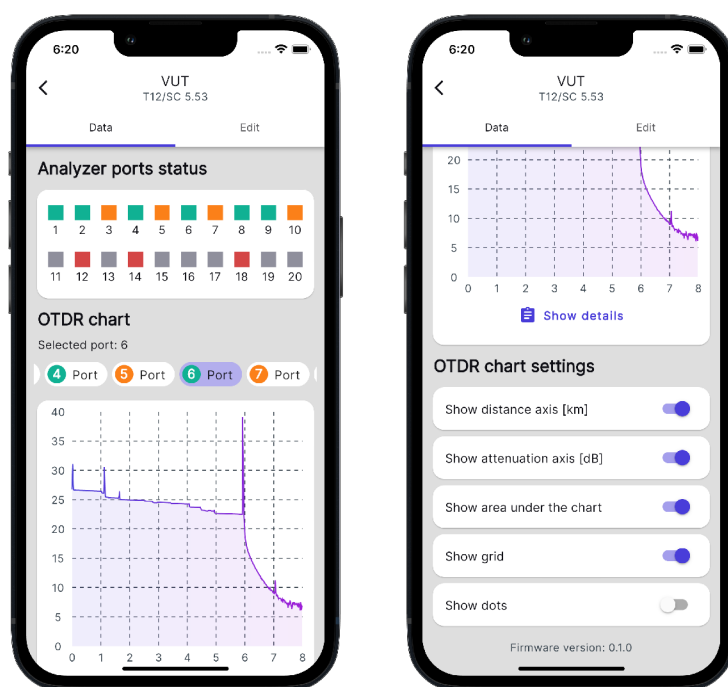 6:20
VUT
T12/SC 5.53
Data Edit
Analyzer ports status
1 2 3 4 5 6 7 8 9 10
11 12 13 14 15 16 17 18 19 20
OTDR chart
Selected port: 6
4 Port 5 Port 6 Port 7 Port
40
35
30
25
20
15
10
5
0
0 1 2 3 4 5 6 7 8
6:20
VUT
T12/SC 5.53
Data Edit
20
15
10
5
0
0 1 2 3 4 5 6 7 8
Show details
OTDR chart settings
Show distance axis [km]
Show attenuation axis [dB]
Show area under the chart
Show grid
Show dots
Firmware version: 0.1.0